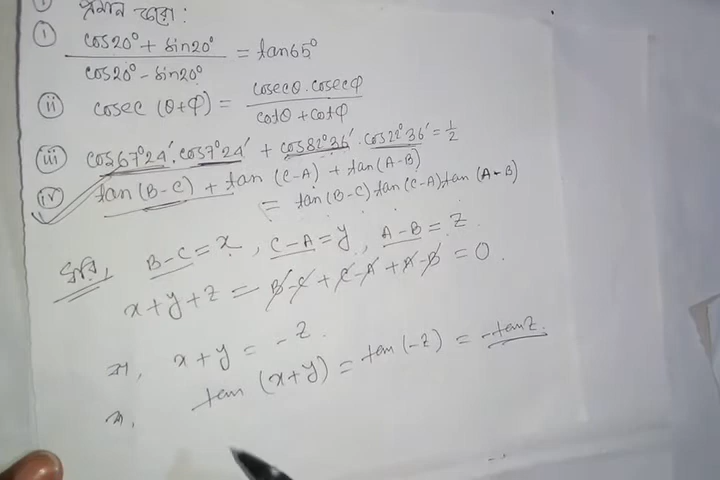 প্রমাণ করো:
(i) (cos20° + sin20°) / (cos20° - sin20°) = tan65°
(ii) cosec (θ+φ) = (cosecθ . cosecφ) / (cotθ + cotφ)
(iii) cos67°24′ . cos7°24′ + cos82°36′ . cos22°36′ = 1/2
(iv) tan(B-C) + tan (C-A) + tan(A-B)
= tan(B-C) tan(C-A) tan (A-B)
ধরি, B-C = x , C-A = y , A-B = z
x+y+z = B-C + C-A + A-B = 0
বা, x+y = -z
বা, tan (x+y) = tan(-z) = -tanz.